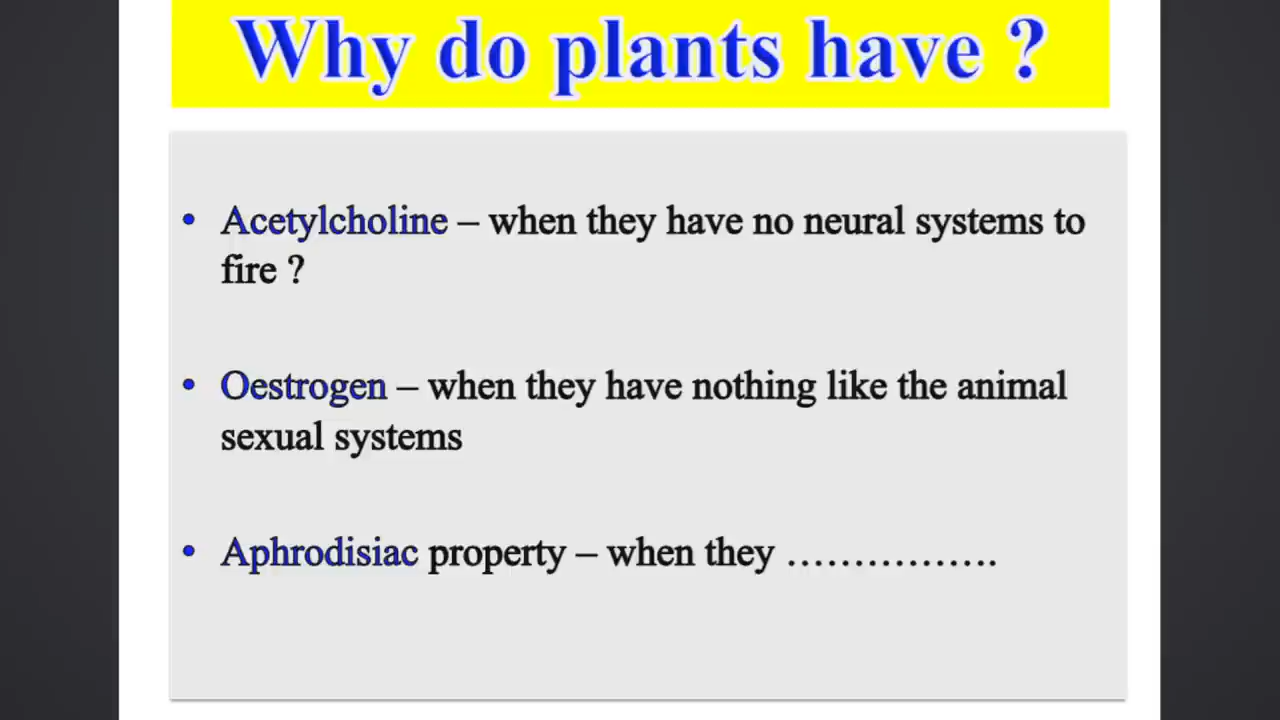 Why do plants have ?
• Acetylcholine – when they have no neural systems to
fire ?
• Oestrogen – when they have nothing like the animal
sexual systems
• Aphrodisiac property – when they …………….